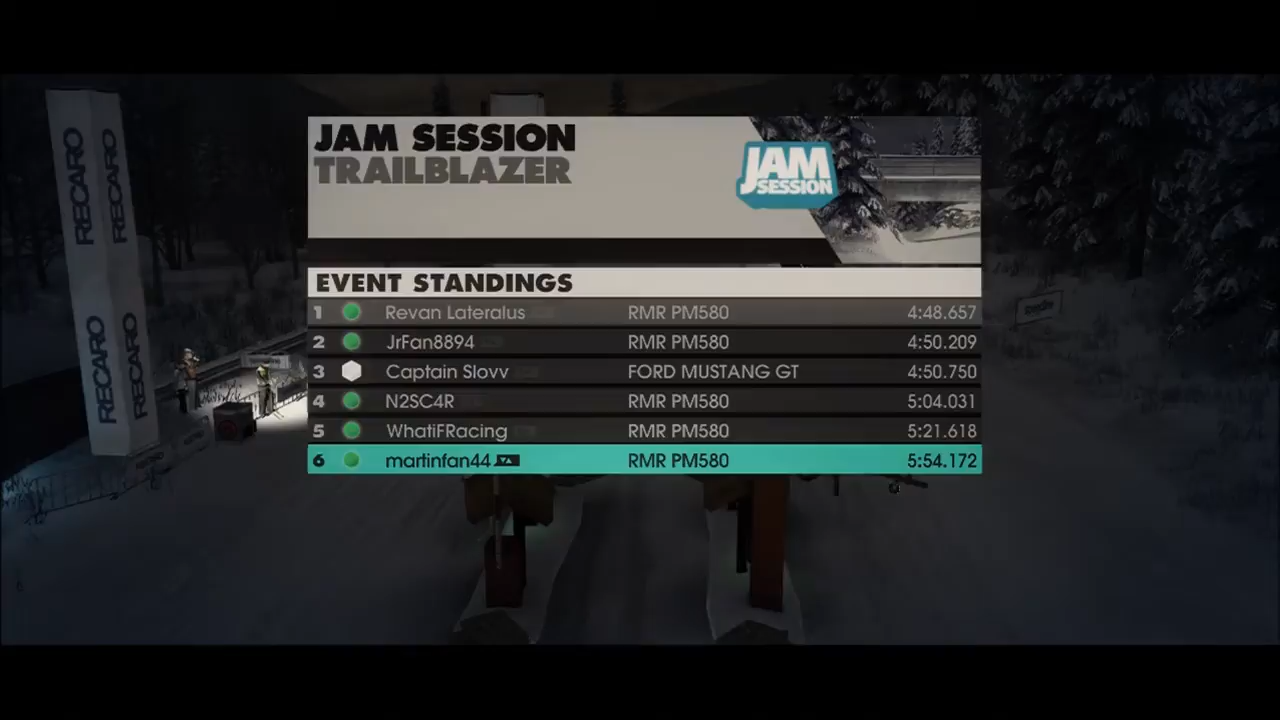 JAM SESSION
TRAILBLAZER
JAM
SESSION
RECARO
RECARO
RECARO
RECARO
EVENT STANDINGS
1 Revan Lateralus RMR PM580 4:48.657
2 JrFan8894 RMR PM580 4:50.209
3 Captain Slovv FORD MUSTANG GT 4:50.750
4 N2SC4R RMR PM580 5:04.031
5 WhatiFRacing RMR PM580 5:21.618
6 martinfan44 RMR PM580 5:54.172